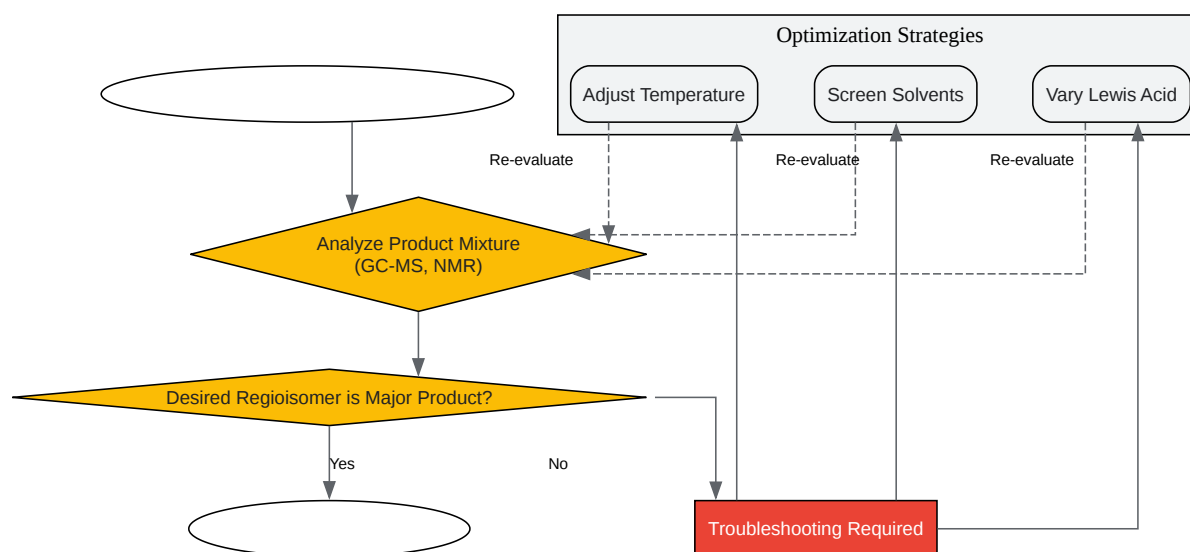 Optimization Strategies
Adjust Temperature
Screen Solvents
Vary Lewis Acid
Re-evaluate
Re-evaluate
Re-evaluate
Analyze Product Mixture
(GC-MS, NMR)
Desired Regioisomer is Major Product?
Yes
No
Troubleshooting Required